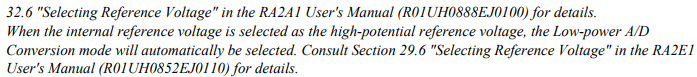 32.6 "Selecting Reference Voltage" in the RA2A1 User's Manual (R01UH0888EJ0100) for details.
When the internal reference voltage is selected as the high-potential reference voltage, the Low-power A/D
Conversion mode will automatically be selected. Consult Section 29.6 "Selecting Reference Voltage" in the RA2E1
User's Manual (R01UH0852EJ0110) for details.